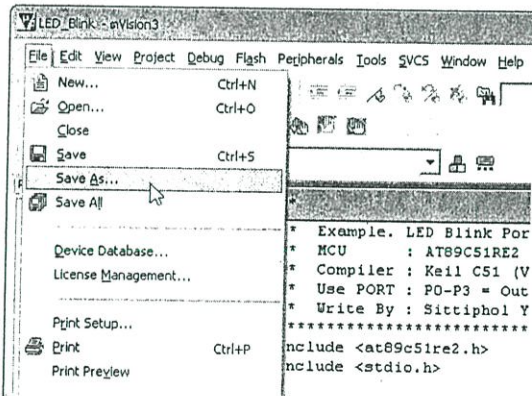 LED_Blink - mVision3
File Edit View Project Debug Flash Peripherals Tools SVCS Window Help
New... Ctrl+N
Open... Ctrl+O
Close
Save Ctrl+S
Save As...
Save All
Device Database...
License Management...
Print Setup...
Print Ctrl+P
Print Preview
*
* Example. LED Blink Por
* MCU : AT89C51RE2
* Compiler : Keil C51 (V
* Use PORT : P0-P3 = Out
* Write By : Sittiphol Y
*************************
nclude <at89c51re2.h>
nclude <stdio.h>